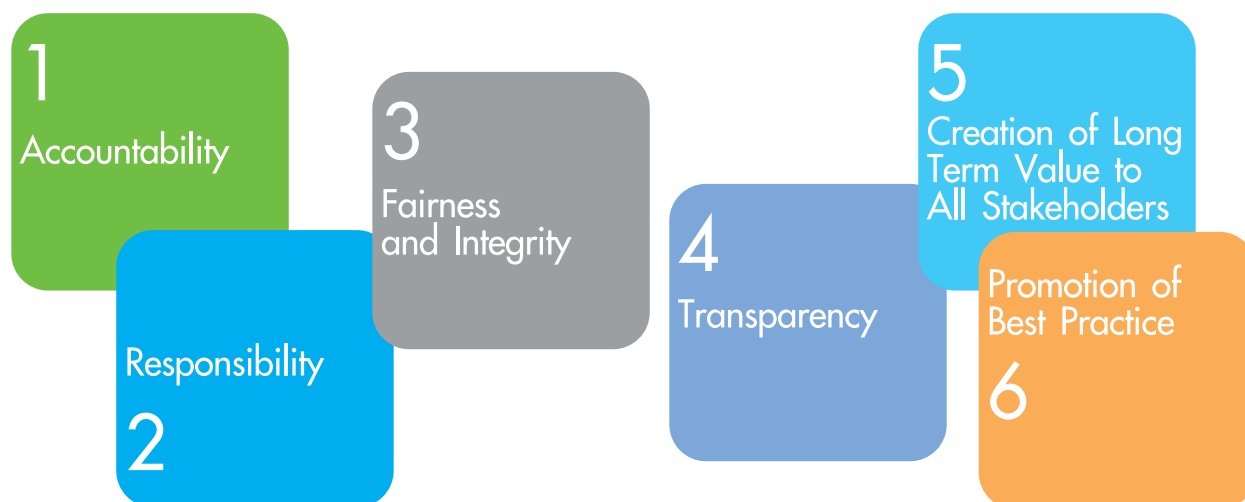 1
Accountability
Responsibility
2
3
Fairness
and Integrity
4
Transparency
5
Creation of Long
Term Value to
All Stakeholders
Promotion of
Best Practice
6